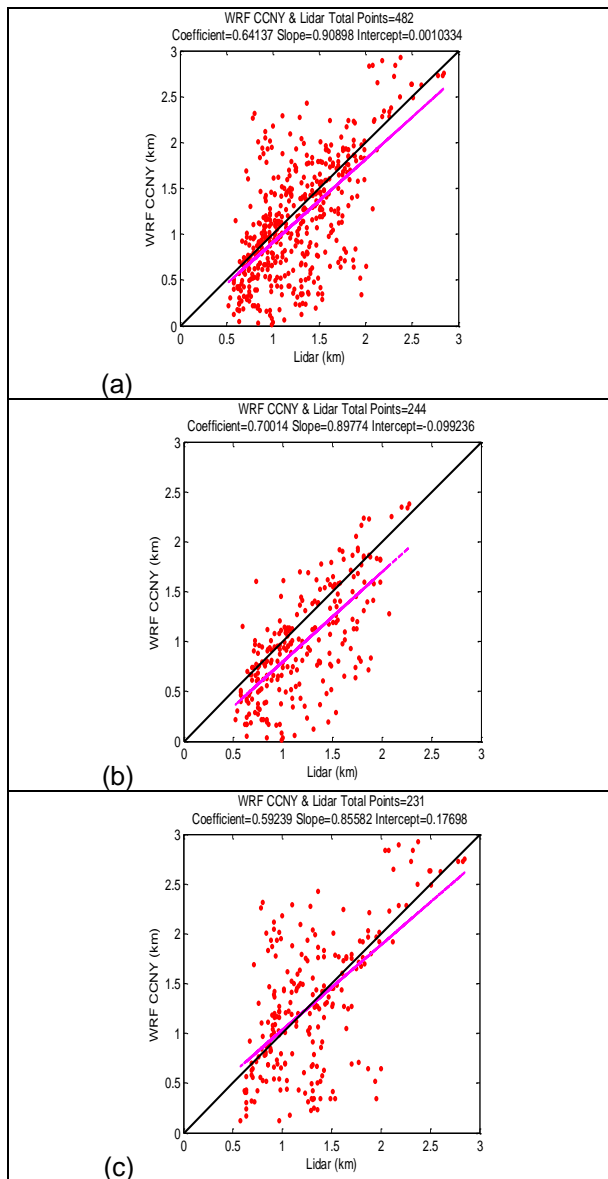 WRF CCNY & Lidar Total Points=482
Coefficient=0.64137 Slope=0.90898 Intercept=0.0010334
3
2.5
2
1.5
1
0.5
0
WRF CCNY (km)
0 0.5 1 1.5 2 2.5 3
Lidar (km)
(a)
WRF CCNY & Lidar Total Points=244
Coefficient=0.70014 Slope=0.89774 Intercept=-0.099236
3
2.5
2
1.5
1
0.5
0
WRF CCNY (km)
0 0.5 1 1.5 2 2.5 3
Lidar (km)
(b)
WRF CCNY & Lidar Total Points=231
Coefficient=0.59239 Slope=0.85582 Intercept=0.17698
3
2.5
2
1.5
1
0.5
0
WRF CCNY (km)
0 0.5 1 1.5 2 2.5 3
Lidar (km)
(c)